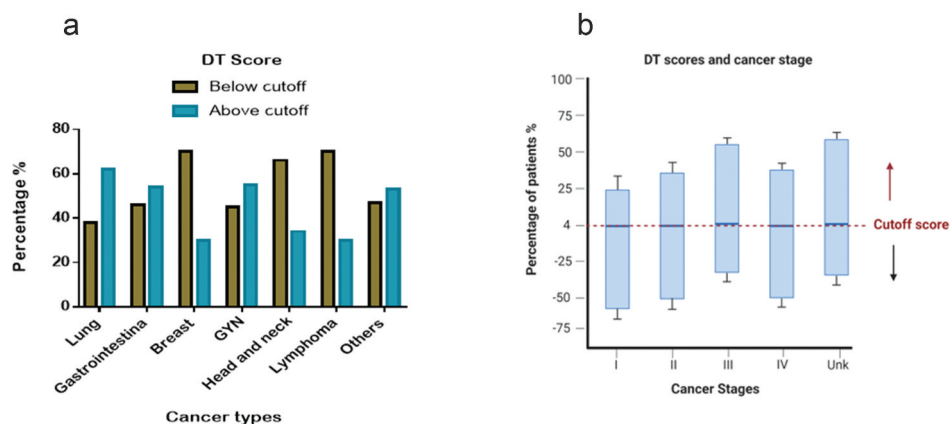 a
DT Score
Below cutoff
Above cutoff
Percentage %
80
60
40
20
0
Lung
Gastrointestina
Breast
GYN
Head and neck
Lymphoma
Others
Cancer types
b
DT scores and cancer stage
Percentage of patients %
100
75
50
25
4
-25
-50
-75
I
II
III
IV
Unk
Cancer Stages
Cutoff score